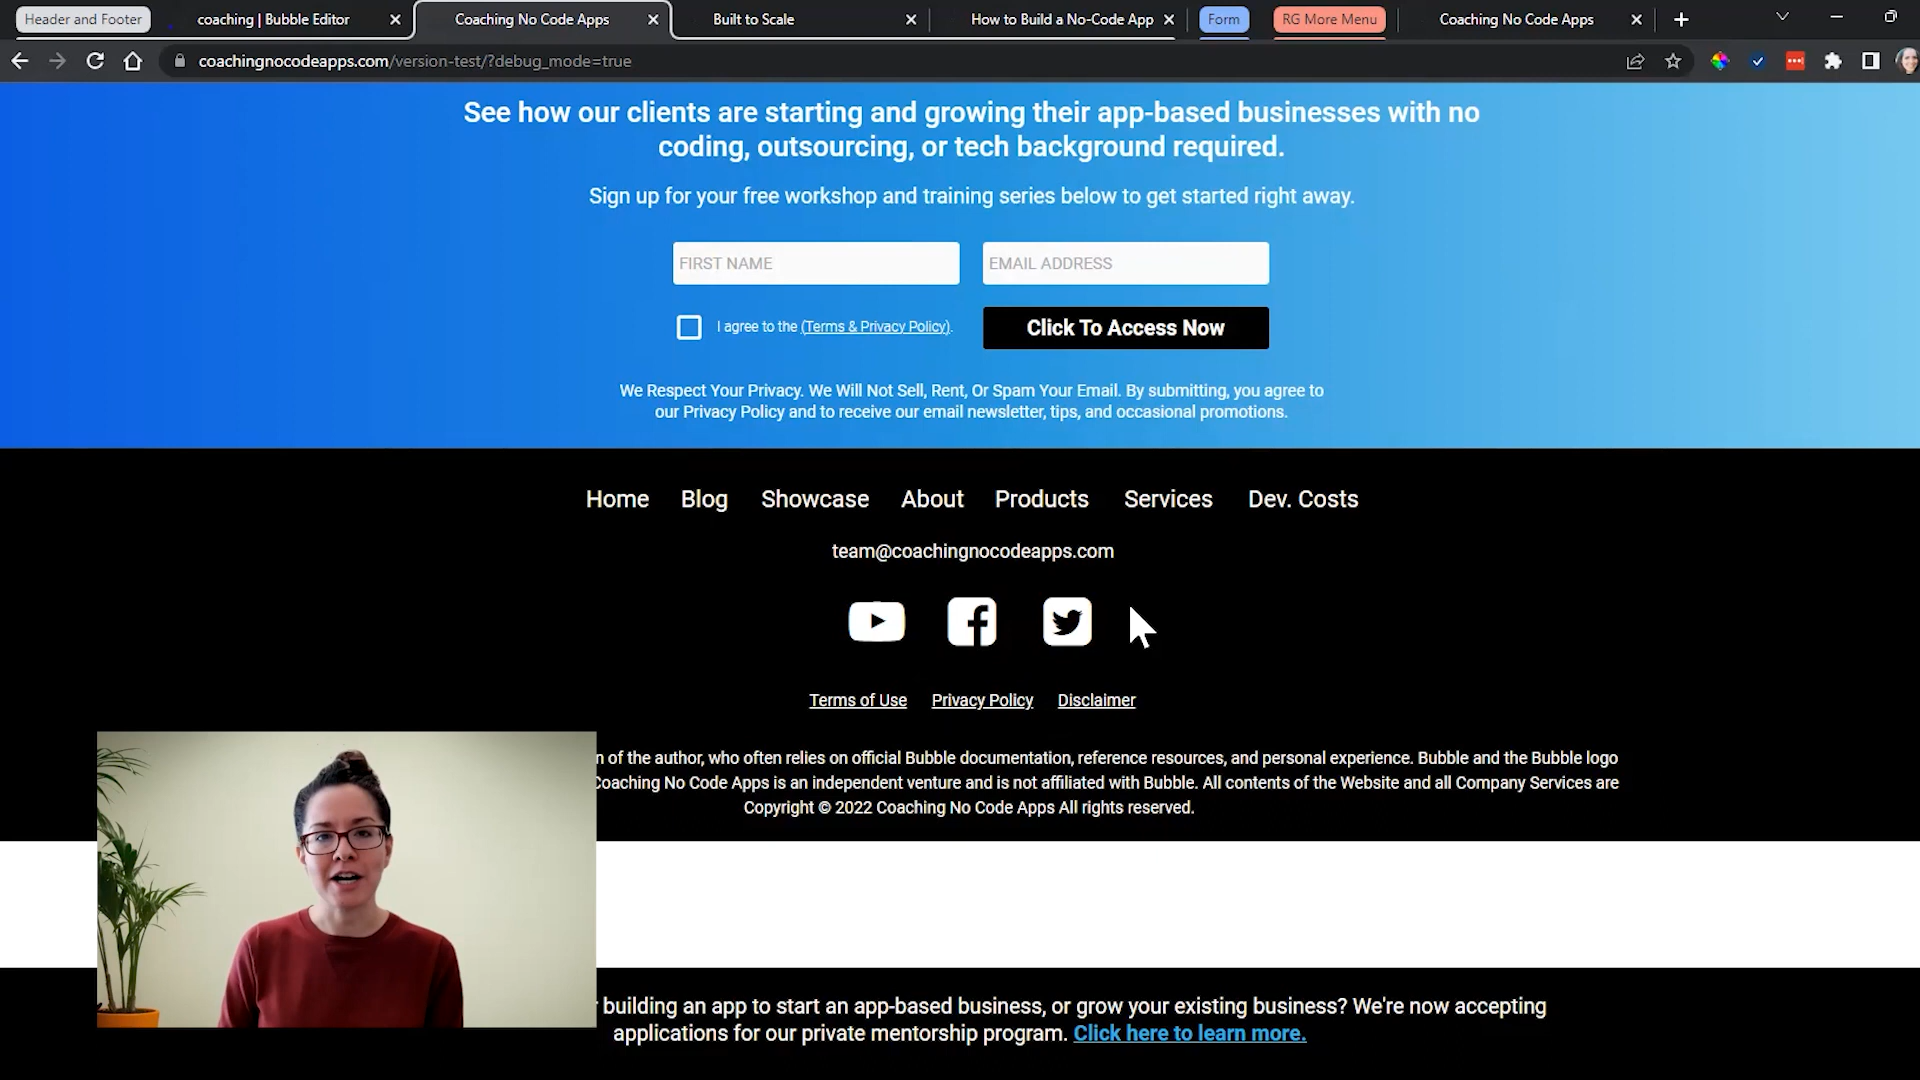 Header and Footer
coaching | Bubble Editor
Coaching No Code Apps
Built to Scale
How to Build a No-Code App
Form
RG More Menu
Coaching No Code Apps
coachingnocodeapps.com/version-test/?debug_mode=true
See how our clients are starting and growing their app-based businesses with no
coding, outsourcing, or tech background required.
Sign up for your free workshop and training series below to get started right away.
FIRST NAME
EMAIL ADDRESS
I agree to the (Terms & Privacy Policy).
Click To Access Now
We Respect Your Privacy. We Will Not Sell, Rent, Or Spam Your Email. By submitting, you agree to
our Privacy Policy and to receive our email newsletter, tips, and occasional promotions.
Home Blog Showcase About Products Services Dev. Costs
team@coachingnocodeapps.com
Terms of Use Privacy Policy Disclaimer
of the author, who often relies on official Bubble documentation, reference resources, and personal experience. Bubble and the Bubble logo
Coaching No Code Apps is an independent venture and is not affiliated with Bubble. All contents of the Website and all Company Services are
Copyright © 2022 Coaching No Code Apps All rights reserved.
building an app to start an app-based business, or grow your existing business? We're now accepting
applications for our private mentorship program. Click here to learn more.